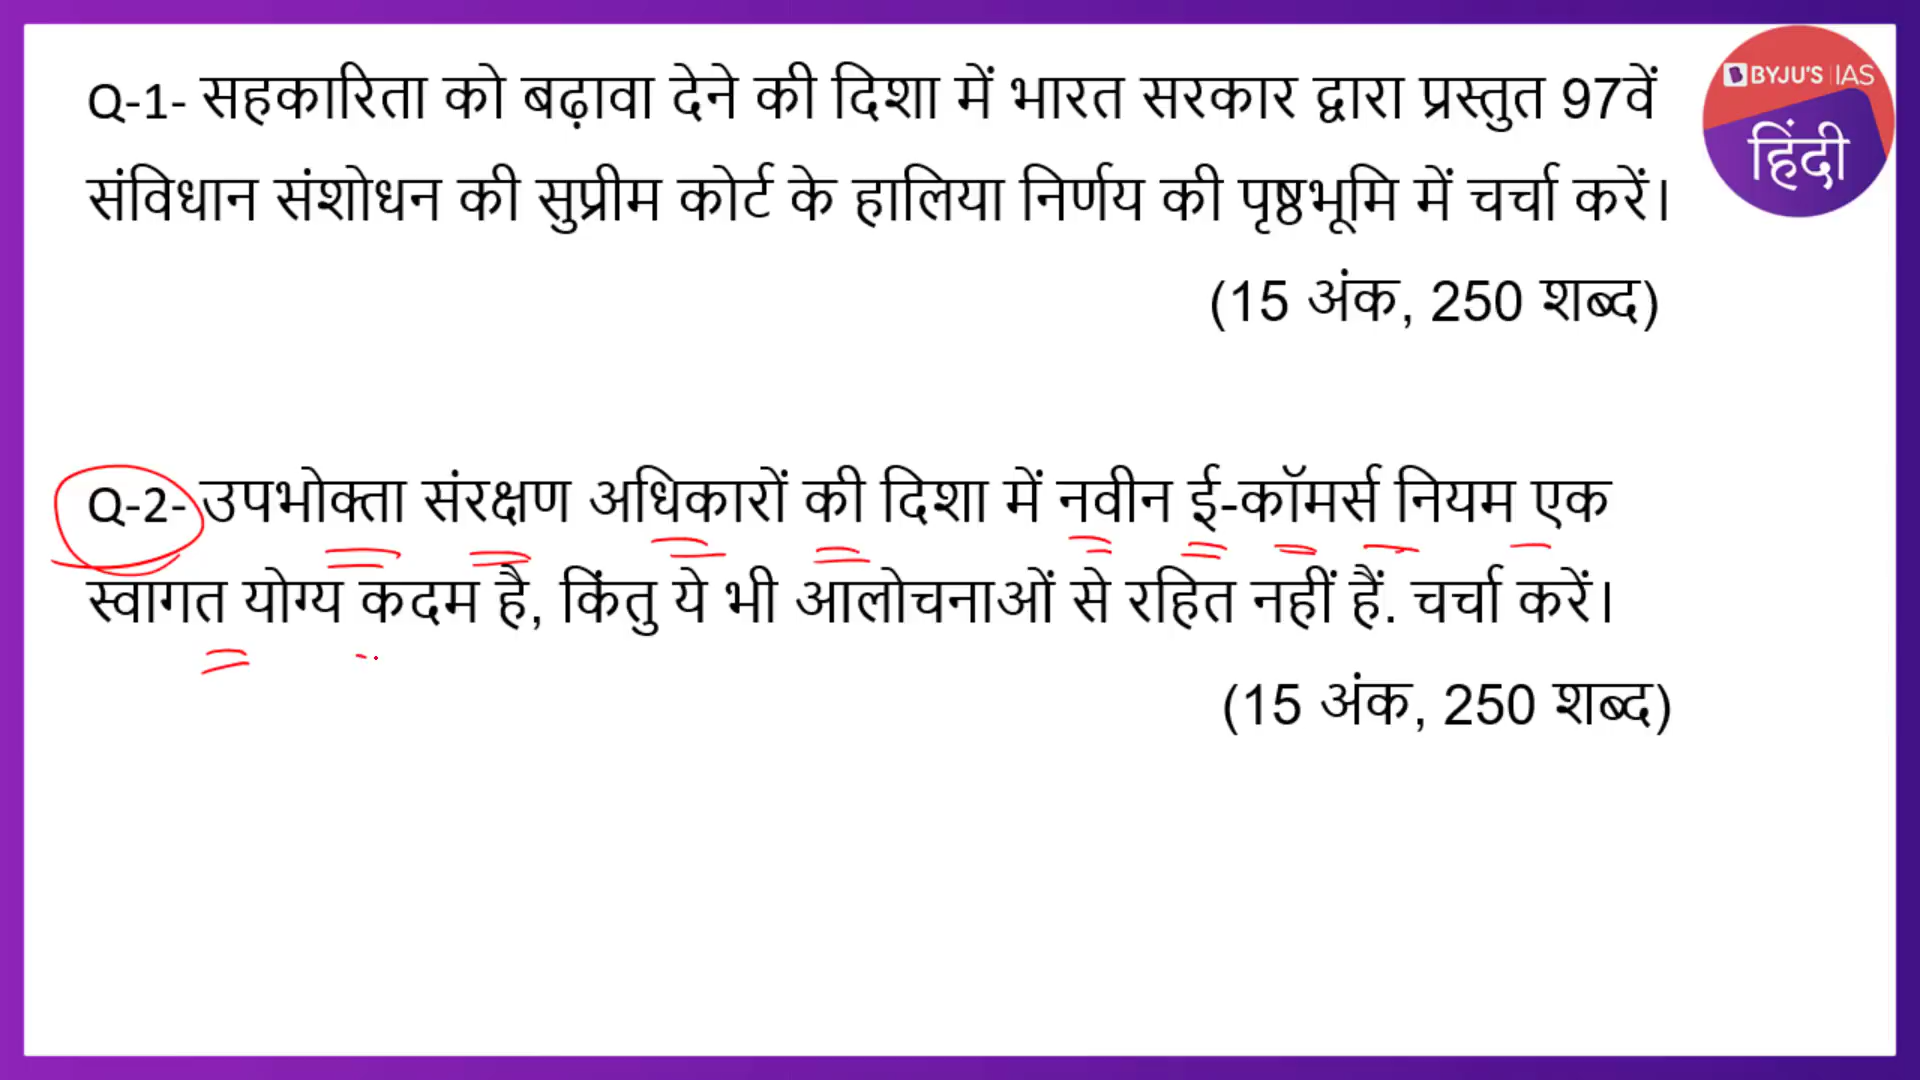 Q-1- सहकारिता को बढ़ावा देने की दिशा में भारत सरकार द्वारा प्रस्तुत 97वें
संविधान संशोधन की सुप्रीम कोर्ट के हालिया निर्णय की पृष्ठभूमि में चर्चा करें।
(15 अंक, 250 शब्द)
BYJU'S IAS
हिंदी
Q-2- उपभोक्ता संरक्षण अधिकारों की दिशा में नवीन ई-कॉमर्स नियम एक
स्वागत योग्य कदम है, किंतु ये भी आलोचनाओं से रहित नहीं हैं. चर्चा करें।
(15 अंक, 250 शब्द)